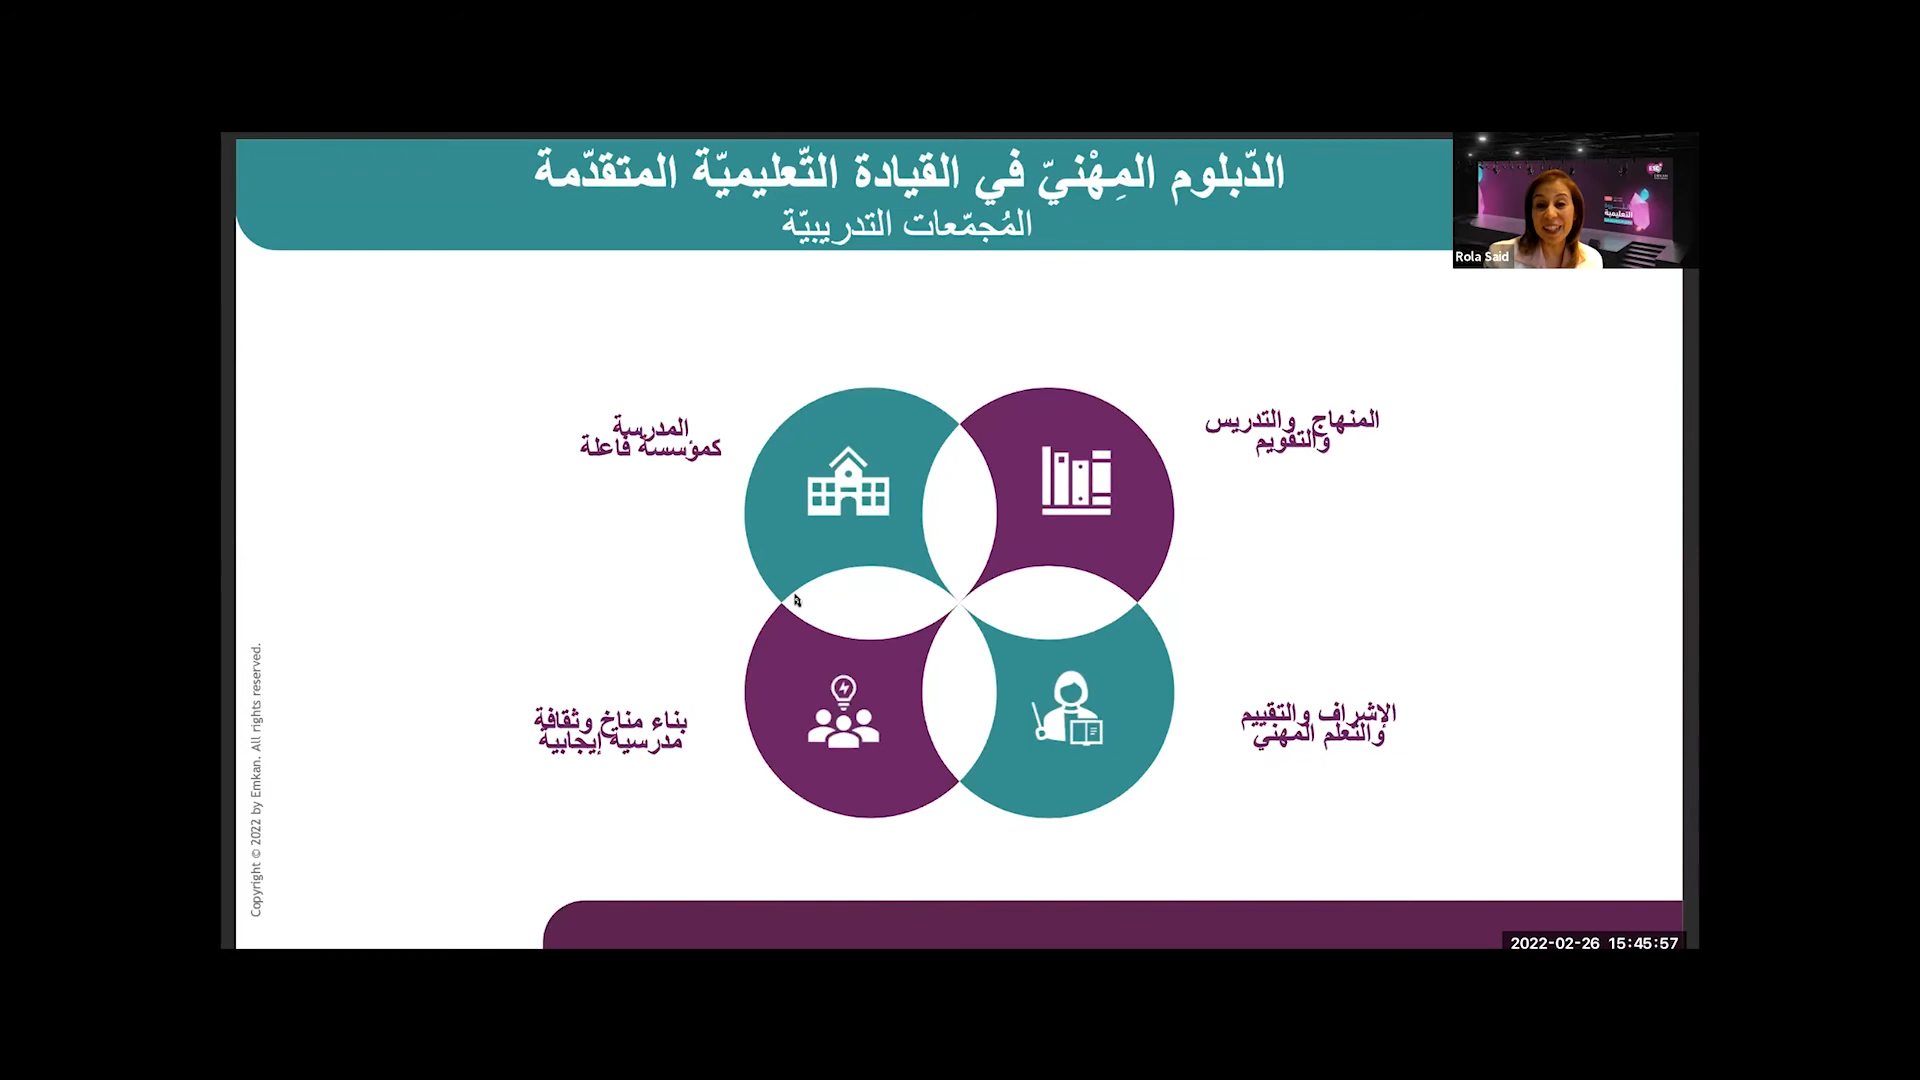 الدّبلوم المِهْنيّ في القيادة التّعليميّة المتقدّمة
المُجمّعات التدريبيّة
Rola Said
المنهاج والتدريس
والتقويم
المدرسة
كمؤسسة فاعلة
الإشراف والتقييم
والتعلم المهني
بناء مناخ وثقافة
مدرسية إيجابية
Copyright © 2022 by Emkan. All rights reserved.
2022-02-26 15:45:57